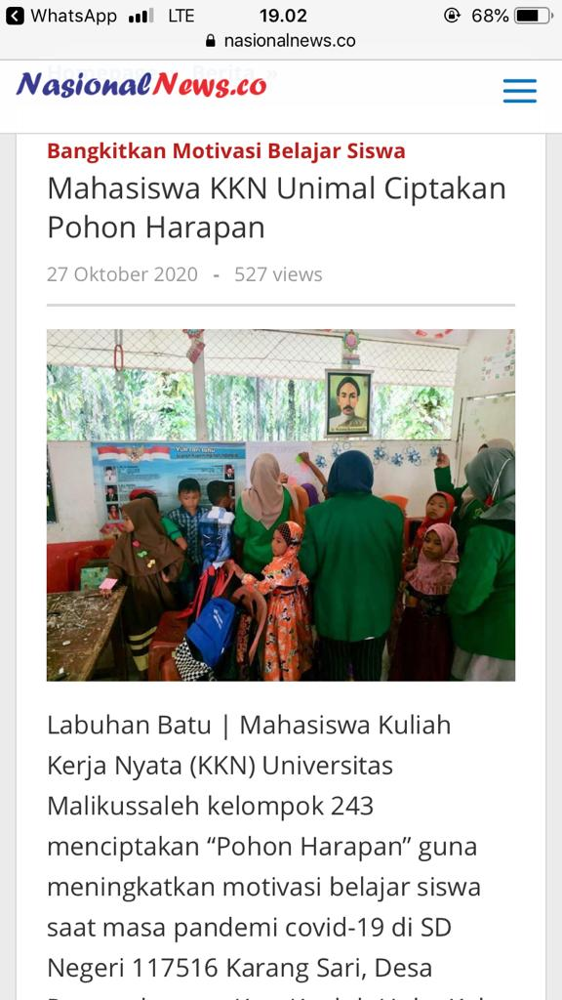 WhatsApp LTE 19.02 68%
nasionalnews.co
NasionalNews.co
Bangkitkan Motivasi Belajar Siswa
Mahasiswa KKN Unimal Ciptakan
Pohon Harapan
27 Oktober 2020 - 527 views
Labuhan Batu | Mahasiswa Kuliah
Kerja Nyata (KKN) Universitas
Malikussaleh kelompok 243
menciptakan “Pohon Harapan” guna
meningkatkan motivasi belajar siswa
saat masa pandemi covid-19 di SD
Negeri 117516 Karang Sari, Desa